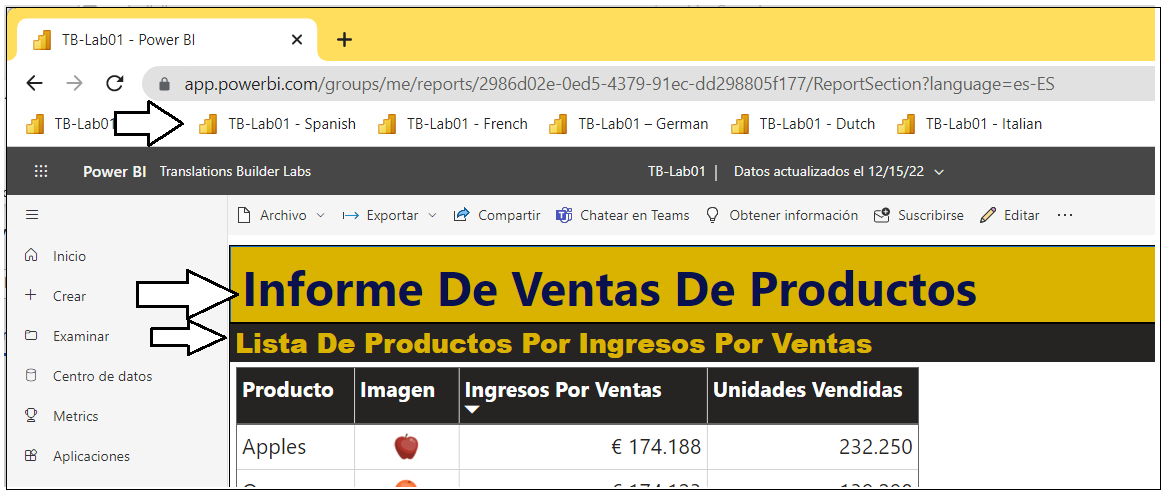 TB-Lab01 - Power BI
app.powerbi.com/groups/me/reports/2986d02e-0ed5-4379-91ec-dd298805f177/ReportSection?language=es-ES
TB-Lab01 TB-Lab01 - Spanish TB-Lab01 - French TB-Lab01 – German TB-Lab01 - Dutch TB-Lab01 - Italian
Power BI Translations Builder Labs TB-Lab01 | Datos actualizados el 12/15/22
Archivo Exportar Compartir Chatear en Teams Obtener información Suscribirse Editar ...
Inicio
Crear
Examinar
Centro de datos
Metrics
Aplicaciones
Informe De Ventas De Productos
Lista De Productos Por Ingresos Por Ventas
Producto Imagen Ingresos Por Ventas Unidades Vendidas
Apples € 174.188 232.250